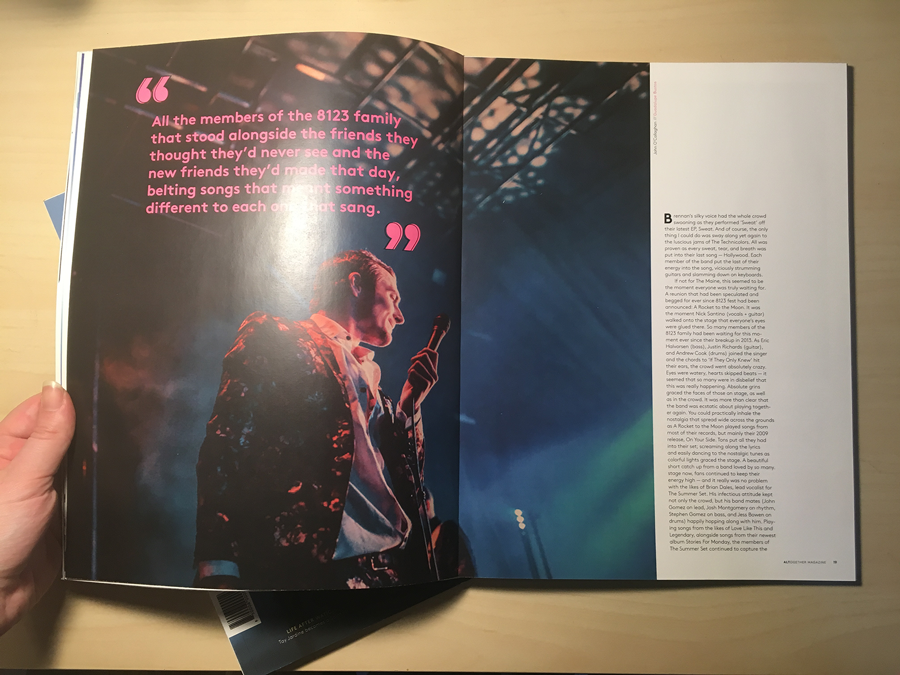 “
All the members of the 8123 family
that stood alongside the friends they
thought they’d never see and the
new friends they’d made that day,
belting songs that meant something
different to each one that sang.
”
John O'Callaghan
Brennan's silky voice had the whole crowd
swooning as they performed 'Sweat' off
their latest EP, Sweat. And of course, the only
thing I could do was sway along yet again to
the luscious jams of The Technicolors. All was
proven as every sweat, tear, and breath was
put into their last song — Hollywood. Each
member of the band put the last of their
energy into the song, viciously strumming
guitars and slamming down on keyboards.
If not for The Maine, this seemed to be
the moment everyone was truly waiting for.
A reunion that had been speculated and
begged for ever since 8123 fest had been
announced: A Rocket to the Moon. It was
the moment Nick Santino (vocals + guitar)
walked onto the stage that everyone's eyes
were glued there. So many members of the
8123 family had been waiting for this mo-
ment ever since their breakup in 2013. As Eric
Halvorsen (bass), Justin Richards (guitar),
and Andrew Cook (drums) joined the singer
and the chords to 'If They Only Knew' hit
their ears, the crowd went absolutely crazy.
Eyes were watery, hearts skipped beats — it
seemed that so many were in disbelief that
this was really happening. Absolute grins
graced the faces of those on stage, as well
as in the crowd. It was more than clear that
the band was ecstatic about playing togeth-
er again. You could practically inhale the
nostalgia that spread wide across the grounds
as A Rocket to the Moon played songs from
most of their records, but mainly their 2009
release, On Your Side. Tons put all they had
into their set; screaming along the lyrics
and easily dancing to the nostalgic tunes as
colorful lights graced the stage. A beautiful
short catch up from a band loved by so many.
stage now, fans continued to keep their
energy high — and it really was no problem
with the likes of Brian Dales, lead vocalist for
The Summer Set. His infectious attitude kept
not only the crowd, but his band mates (John
Gomez on lead, Josh Montgomery on rhythm,
Stephen Gomez on bass, and Jess Bowen on
drums) happily hopping along with him. Play-
ing songs from the likes of Love Like This and
Legendary, alongside songs from their newest
album Stories For Monday, the members of
The Summer Set continued to capture the
MAGAZINE
LIFE AFTER
Tay Jardine